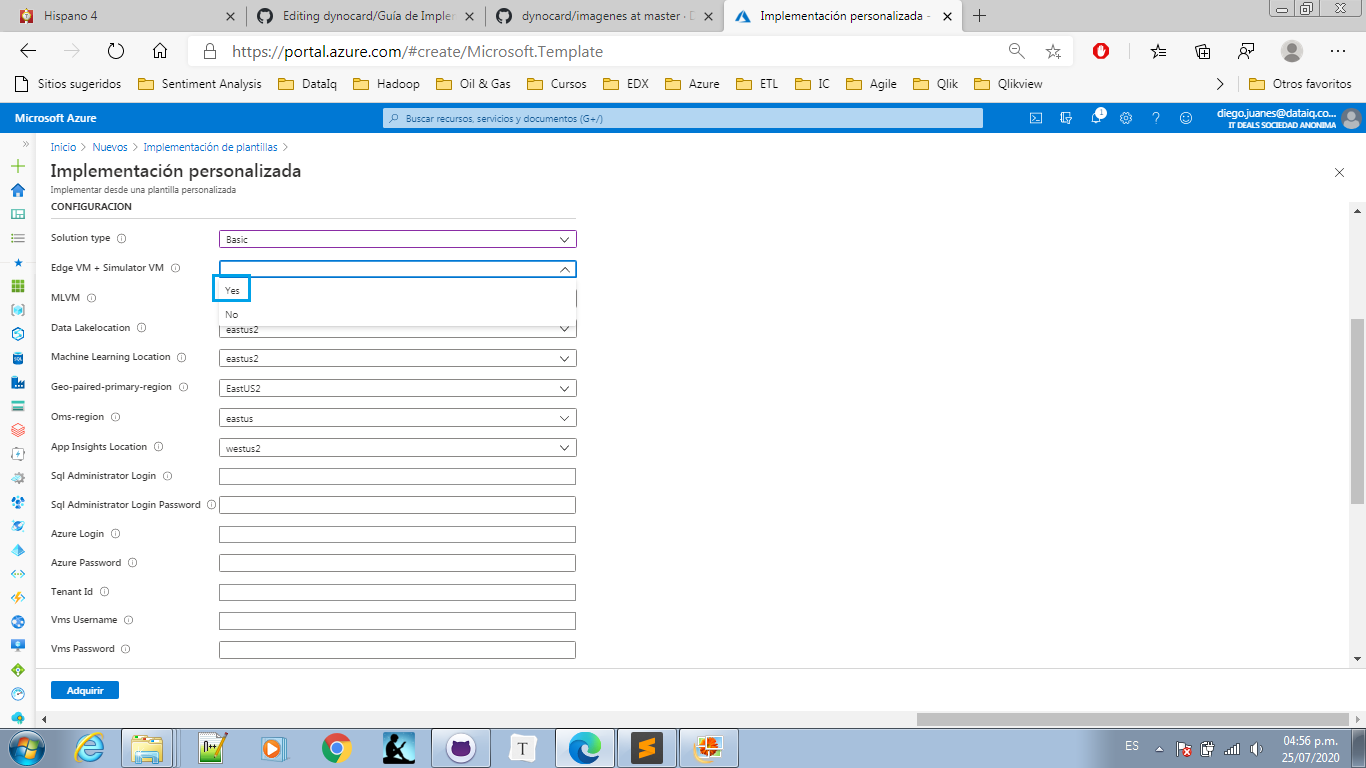 Hispano 4
Editing dynocard/Guía de Imple
dynocard/imagenes at master · D
Implementación personalizada -
https://portal.azure.com/#create/Microsoft.Template
Sitios sugeridos
Sentiment Analysis
DataIq
Hadoop
Oil & Gas
Cursos
EDX
Azure
ETL
IC
Agile
Qlik
Qlikview
Otros favoritos
Microsoft Azure
Buscar recursos, servicios y documentos (G+/)
1
diego.juanes@dataiq.co...
IT DEALS SOCIEDAD ANONIMA
Inicio > Nuevos > Implementación de plantillas >
Implementación personalizada
Implementar desde una plantilla personalizada
CONFIGURACION
Solution type
Basic
Edge VM + Simulator VM
Yes
MLVM
No
Data Lakelocation
eastus2
Machine Learning Location
eastus2
Geo-paired-primary-region
EastUS2
Oms-region
eastus
App Insights Location
westus2
Sql Administrator Login
Sql Administrator Login Password
Azure Login
Azure Password
Tenant Id
Vms Username
Vms Password
Adquirir
ES
04:56 p.m.
25/07/2020